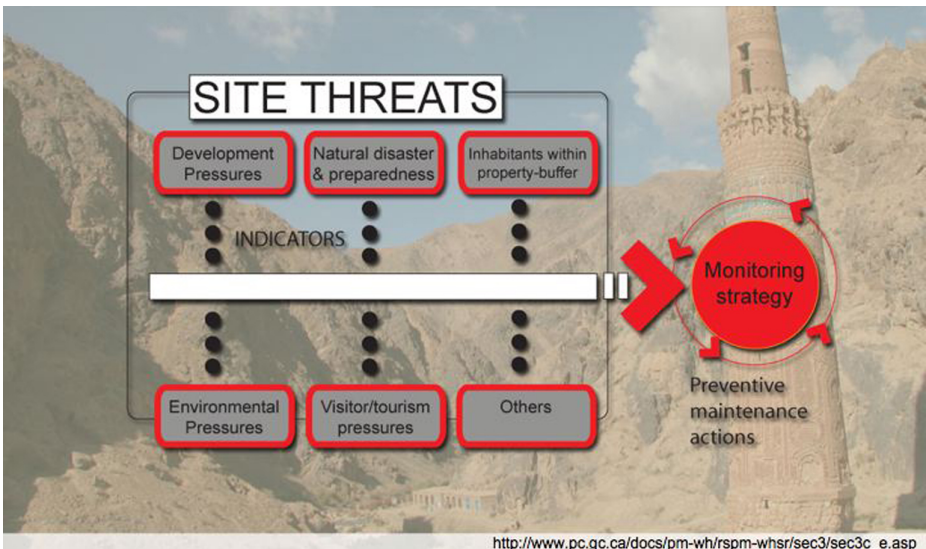 SITE THREATS
Development
Pressures
Natural disaster
& preparedness
Inhabitants within
property-buffer
INDICATORS
Monitoring
strategy
Environmental
Pressures
Visitor/tourism
pressures
Others
Preventive
maintenance
actions
http://www.pc.gc.ca/docs/pm-wh/rspm-whsr/sec3/sec3c_e.asp